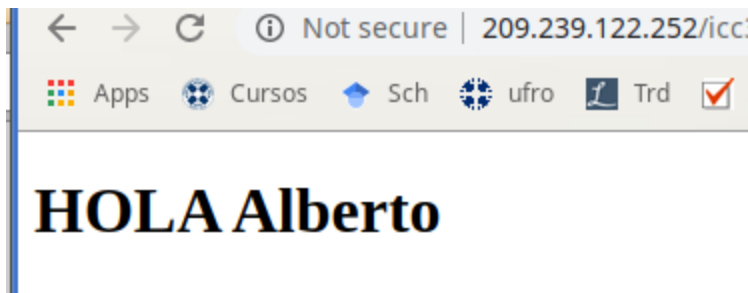 Not secure | 209.239.122.252/icc
Apps Cursos Sch ufro Trd
HOLA Alberto